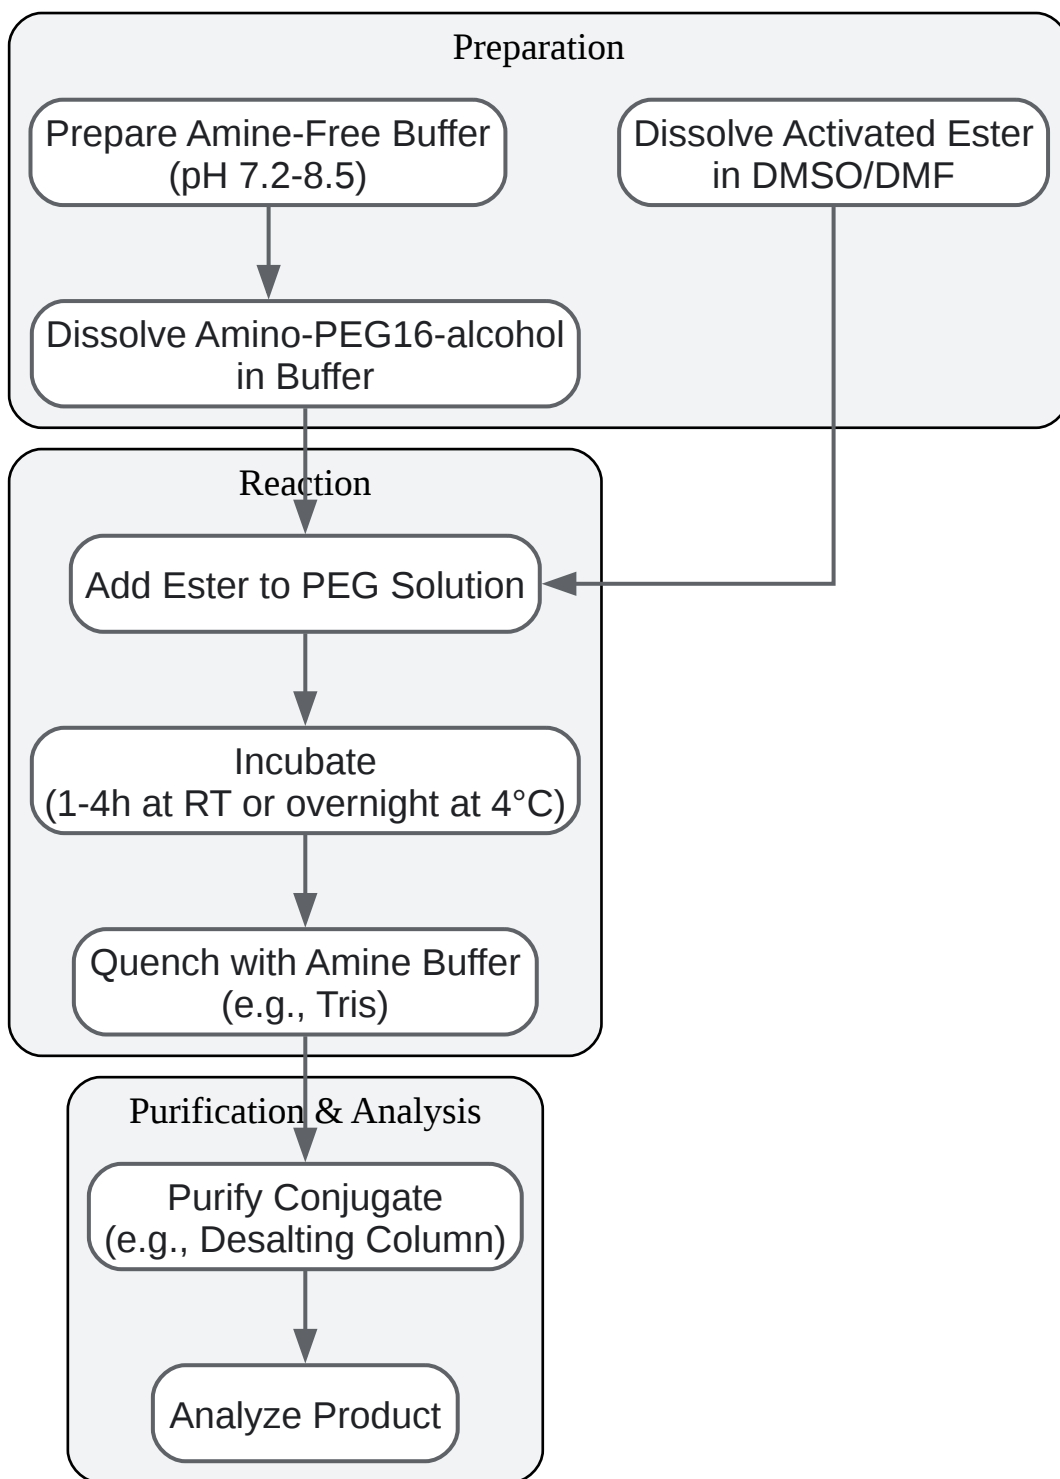 Preparation
Prepare Amine-Free Buffer
(pH 7.2-8.5)
Dissolve Activated Ester
in DMSO/DMF
Dissolve Amino-PEG16-alcohol
in Buffer
Reaction
Add Ester to PEG Solution
Incubate
(1-4h at RT or overnight at 4°C)
Quench with Amine Buffer
(e.g., Tris)
Purification & Analysis
Purify Conjugate
(e.g., Desalting Column)
Analyze Product